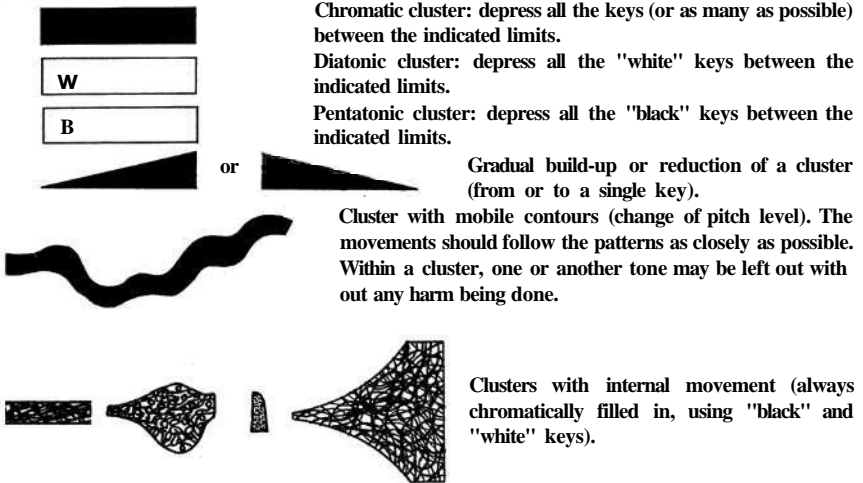 Chromatic cluster: depress all the keys (or as many as possible)
between the indicated limits.
W
Diatonic cluster: depress all the "white" keys between the
indicated limits.
B
Pentatonic cluster: depress all the "black" keys between the
indicated limits.
or
Gradual build-up or reduction of a cluster
(from or to a single key).
Cluster with mobile contours (change of pitch level). The
movements should follow the patterns as closely as possible.
Within a cluster, one or another tone may be left out with
out any harm being done.
Clusters with internal movement (always
chromatically filled in, using "black" and
"white" keys).